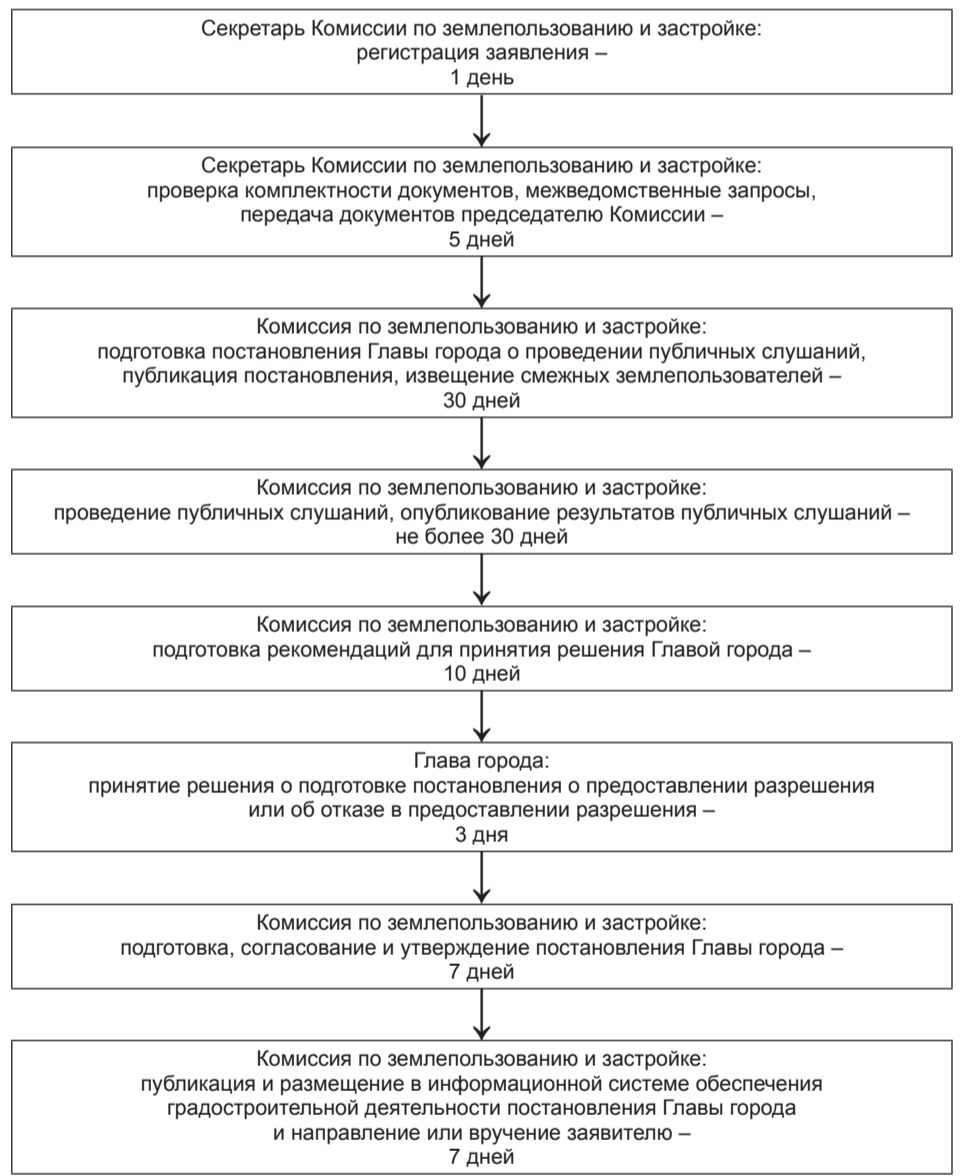 Секретарь Комиссии по землепользованию и застройке:
регистрация заявления –
1 день
Секретарь Комиссии по землепользованию и застройке:
проверка комплектности документов, межведомственные запросы,
передача документов председателю Комиссии –
5 дней
Комиссия по землепользованию и застройке:
подготовка постановления Главы города о проведении публичных слушаний,
публикация постановления, извещение смежных землепользователей –
30 дней
Комиссия по землепользованию и застройке:
проведение публичных слушаний, опубликование результатов публичных слушаний –
не более 30 дней
Комиссия по землепользованию и застройке:
подготовка рекомендаций для принятия решения Главой города –
10 дней
Глава города:
принятие решения о подготовке постановления о предоставлении разрешения
или об отказе в предоставлении разрешения –
3 дня
Комиссия по землепользованию и застройке:
подготовка, согласование и утверждение постановления Главы города –
7 дней
Комиссия по землепользованию и застройке:
публикация и размещение в информационной системе обеспечения
градостроительной деятельности постановления Главы города
и направление или вручение заявителю –
7 дней